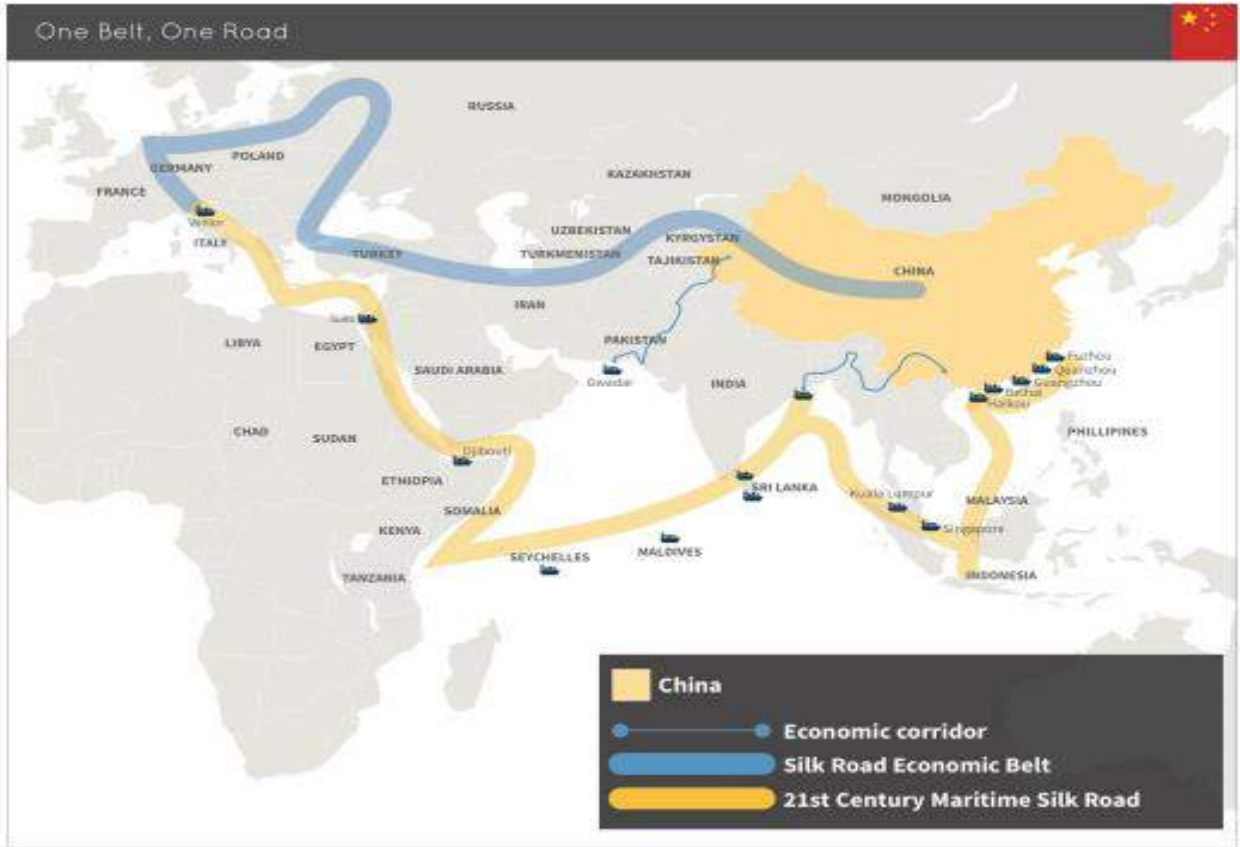 One Belt, One Road
RUSSIA
POLAND
GERMANY
FRANCE
KAZAKHSTAN
MONGOLIA
Venice
ITALY
UZBEKISTAN
KYRGYSTAN
TURKEY
TURKMENISTAN
TAJIKISTAN
CHINA
IRAN
Suez
LIBYA
EGYPT
PAKISTAN
SAUDI ARABIA
Gwadar
INDIA
Fuzhou
Quanzhou
Guangzhou
Beihai
Haikou
CHAD
SUDAN
PHILLIPINES
Djibouti
ETHIOPIA
SRI LANKA
Kuala Lumpur
MALAYSIA
SOMALIA
KENYA
Singapore
SEYCHELLES
MALDIVES
TANZANIA
INDONESIA
China
Economic corridor
Silk Road Economic Belt
21st Century Maritime Silk Road